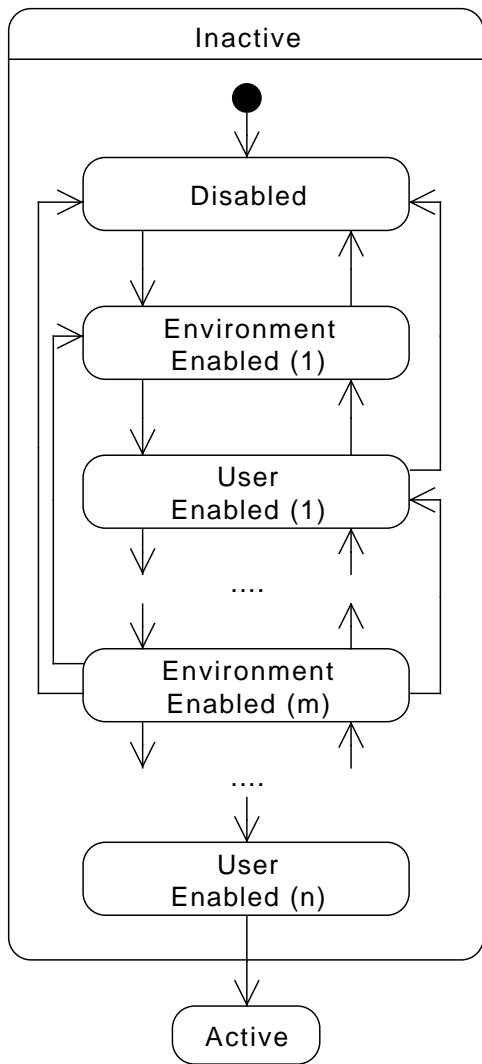 Inactive
Disabled
Environment
Enabled (1)
User
Enabled (1)
....
Environment
Enabled (m)
....
User
Enabled (n)
Active